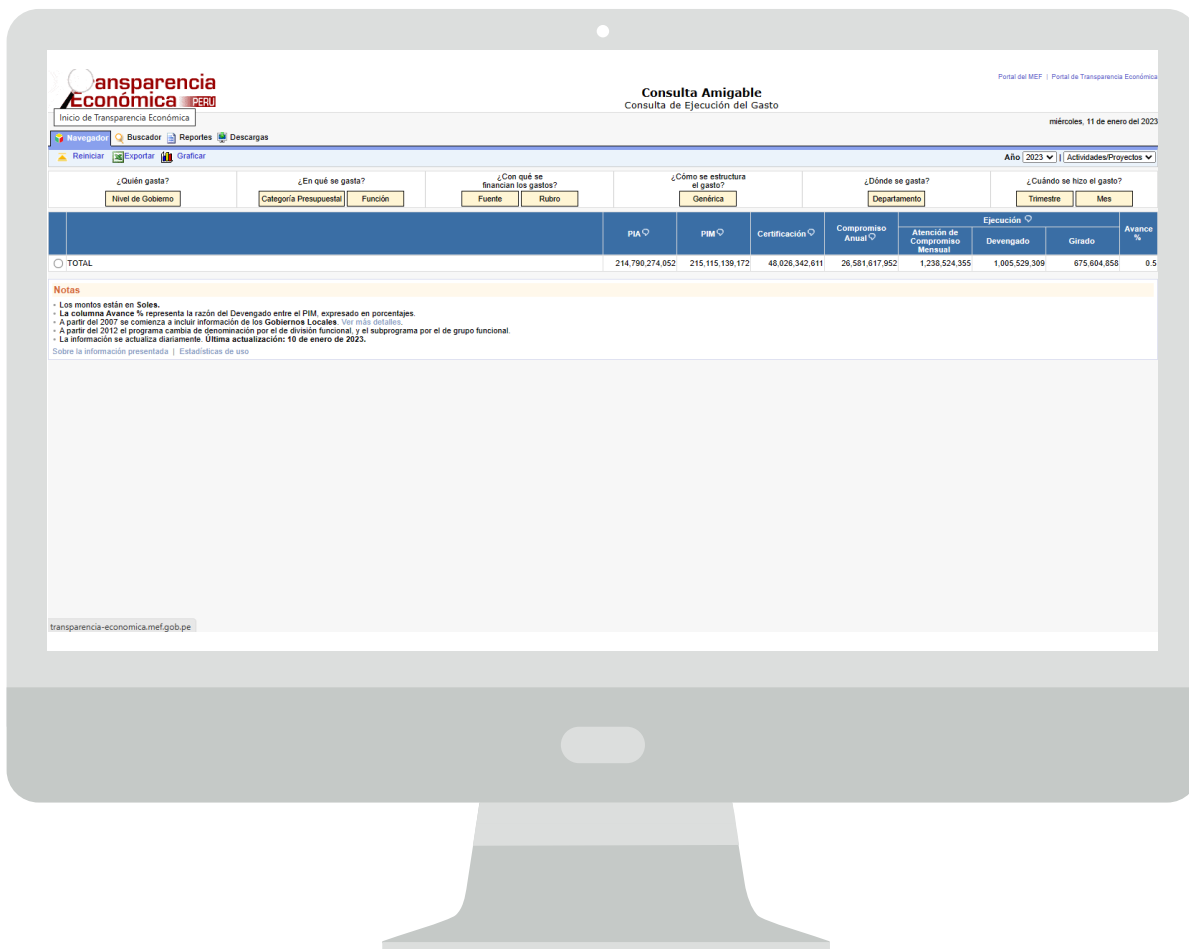 ansparencia
Económica PERU
Portal del MEF | Portal de Transparencia Económica
Consulta Amigable
Consulta de Ejecución del Gasto
Inicio de Transparencia Económica
miércoles, 11 de enero del 2023
Navegador Buscador Reportes Descargas
Reiniciar Exportar Graficar
Año 2023 | Actividades/Proyectos
¿Quién gasta?
Nivel de Gobierno
¿En qué se gasta?
Categoría Presupuestal Función
¿Con qué se
financian los gastos?
Fuente Rubro
¿Cómo se estructura
el gasto?
Genérica
¿Dónde se gasta?
Departamento
¿Cuándo se hizo el gasto?
Trimestre Mes
PIA PIM Certificación
Compromiso
Anual
Ejecución
Atención de
Compromiso
Mensual
Devengado Girado
Avance
%
TOTAL 214,790,274,052 215,115,139,172 48,026,342,611 26,581,617,952 1,238,524,355 1,005,529,309 675,604,858 0.5
Notas
Los montos están en Soles.
La columna Avance % representa la razón del Devengado entre el PIM, expresado en porcentajes.
A partir del 2007 se comienza a incluir información de los Gobiernos Locales. Ver más detalles.
A partir del 2012 el programa cambia de denominación por el de división funcional, y el subprograma por el de grupo funcional.
La información se actualiza diariamente. Última actualización: 10 de enero de 2023.
Sobre la información presentada | Estadísticas de uso
transparencia-economica.mef.gob.pe